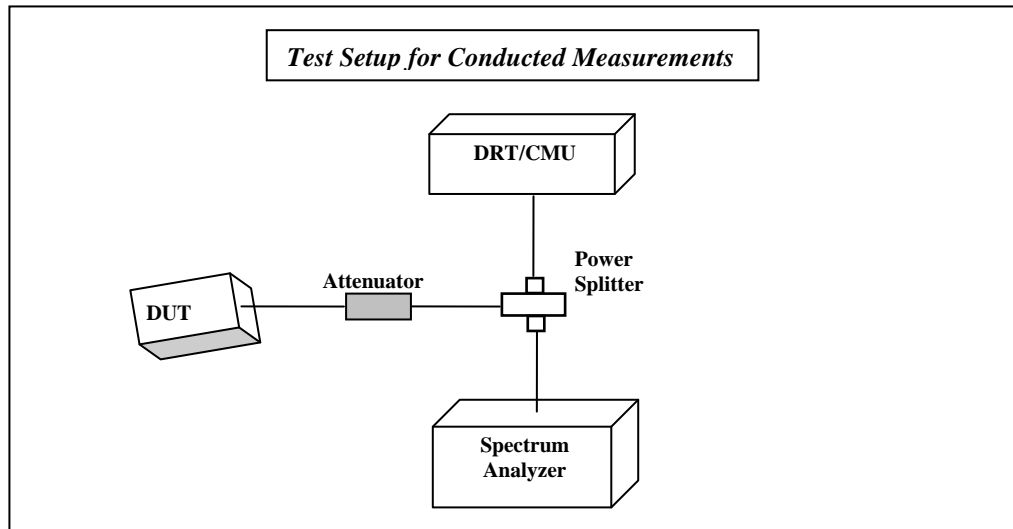 Test Setup for Conducted Measurements
DRT/CMU
Power
Splitter
Attenuator
DUT
Spectrum
Analyzer